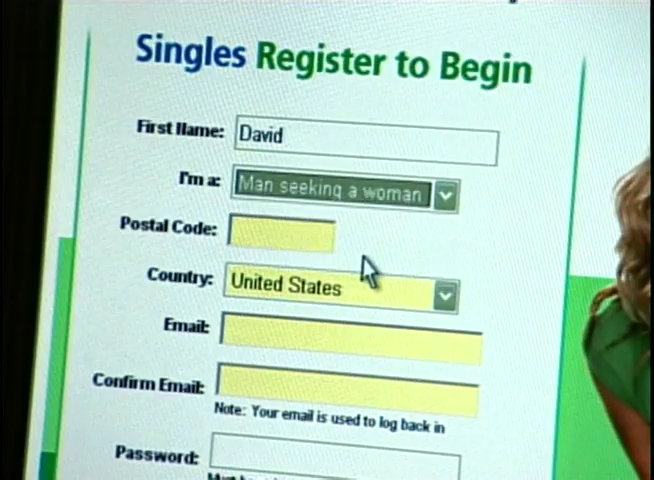 Singles Register to Begin
First Name: David
I'm a: Man seeking a woman
Postal Code:
Country: United States
Email:
Confirm Email:
Note: Your email is used to log back in
Password: